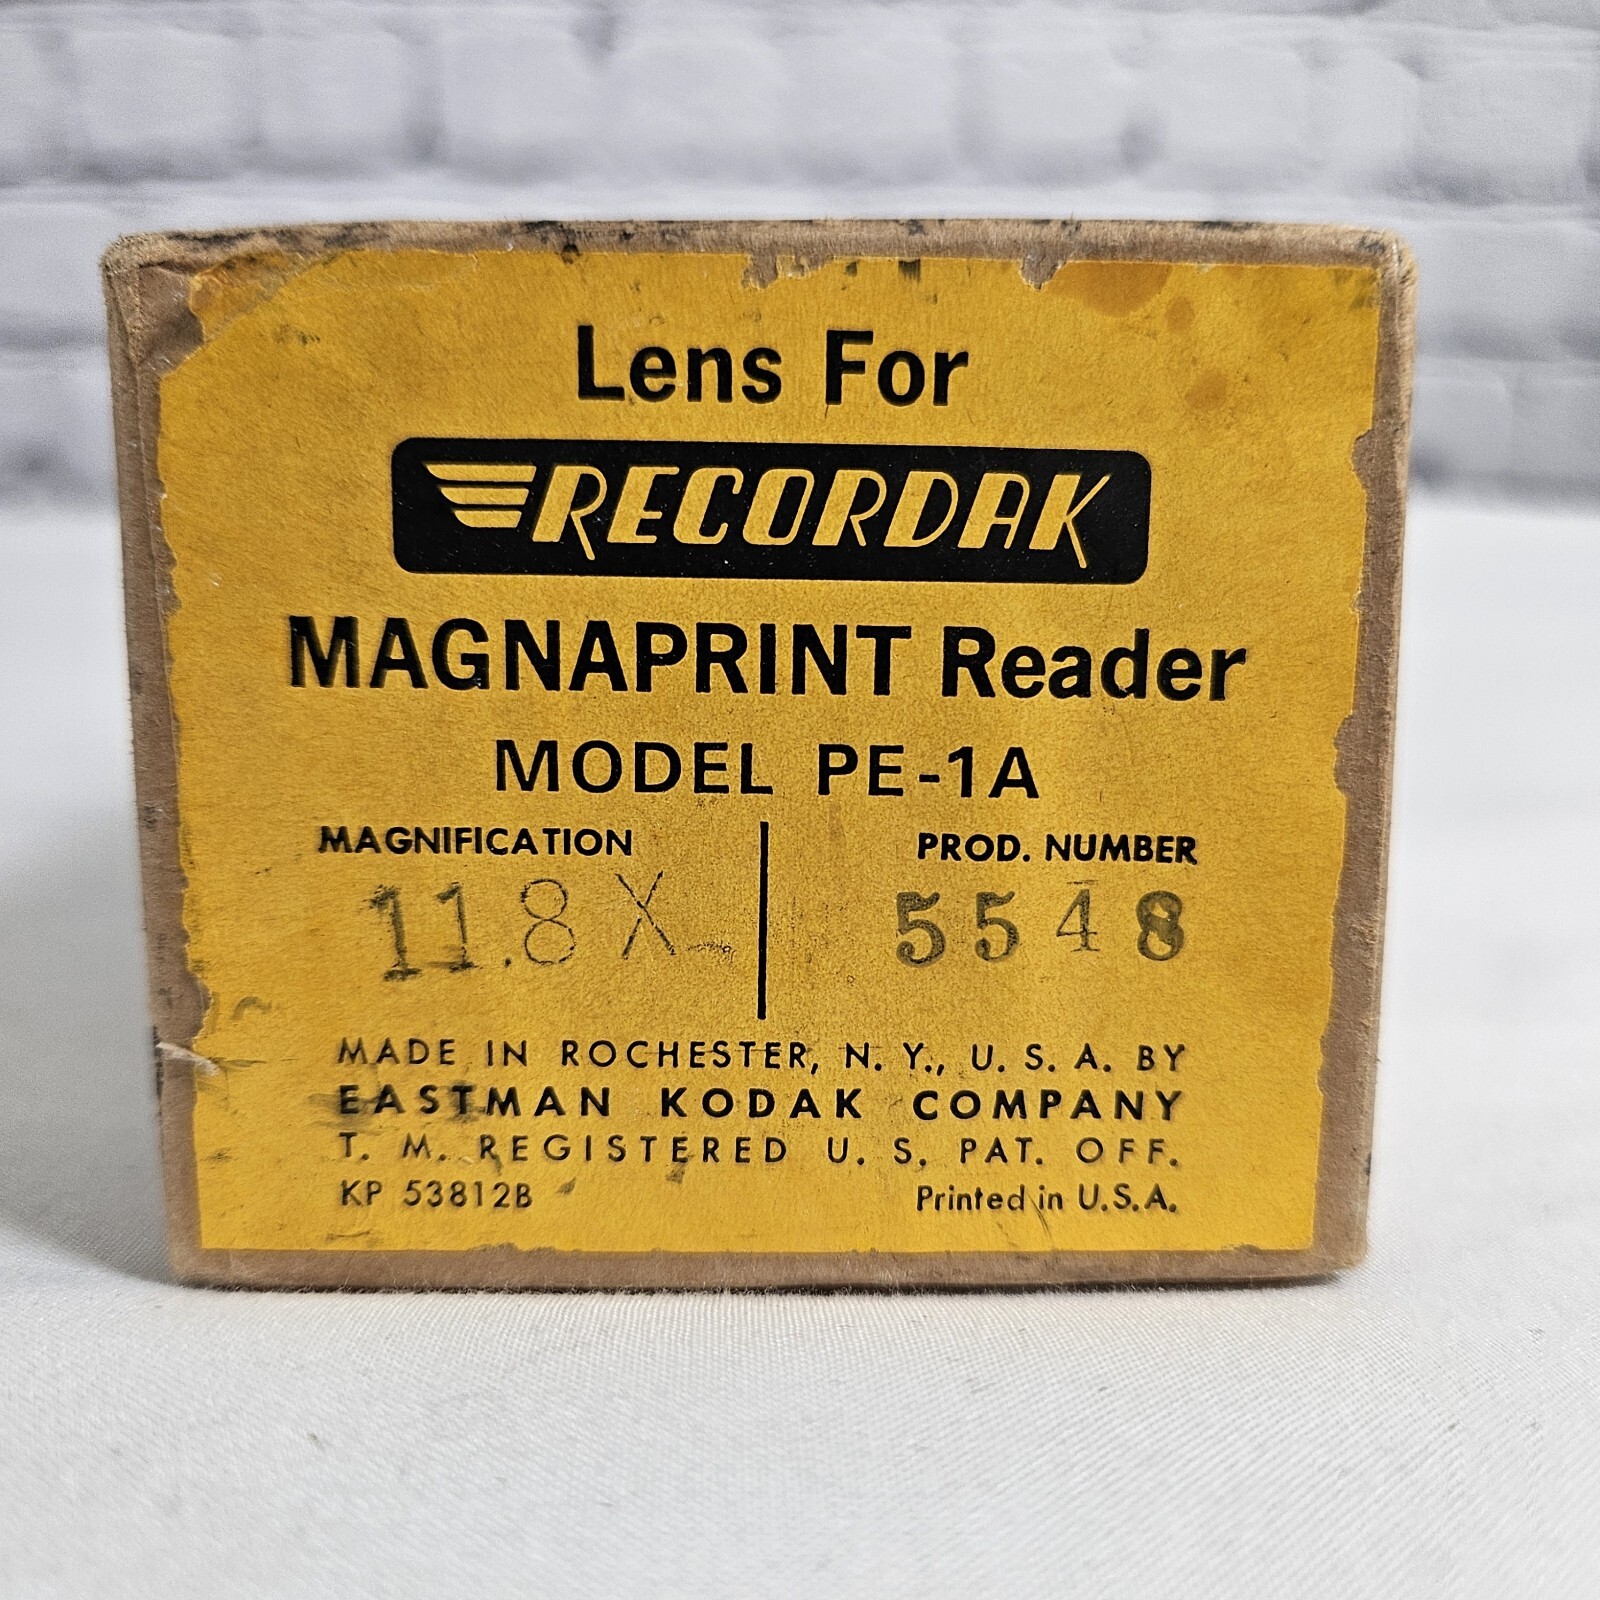 Lens For
RECORDAK
MAGNAPRINT Reader
MODEL PE-1A
MAGNIFICATION PROD. NUMBER
11.8X 5548
MADE IN ROCHESTER, N. Y., U. S. A. BY
EASTMAN KODAK COMPANY
T. M. REGISTERED U. S. PAT. OFF.
KP 53812B Printed in U.S.A.